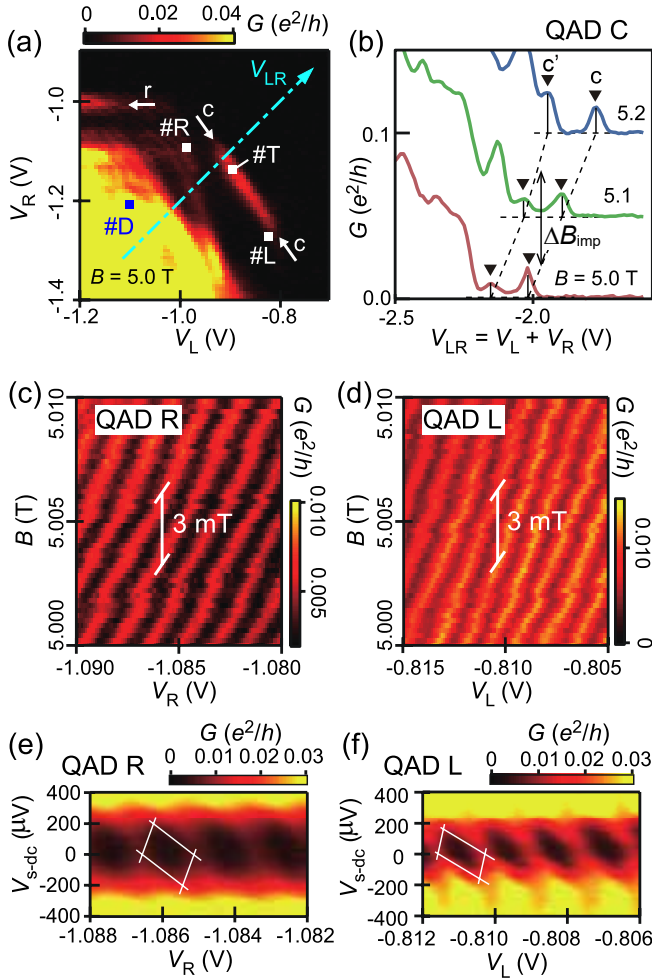 (a)
G (e²/h)
0
0.02
0.04
V_LR
r
c
#R
#T
#D
#L
c
B = 5.0 T
-1.0
-1.2
-1.4
V_R (V)
-1.2
-1.0
-0.8
V_L (V)
(b)
QAD C
c'
c
5.2
5.1
ΔB_imp
B = 5.0 T
0.1
0.0
G (e²/h)
-2.5
-2.0
V_LR = V_L + V_R (V)
(c)
QAD R
3 mT
5.010
5.005
5.000
B (T)
-1.090
-1.085
-1.080
V_R (V)
G (e²/h)
0.010
0.005
(d)
QAD L
3 mT
-0.815
-0.810
-0.805
V_L (V)
G (e²/h)
0.010
0
(e)
QAD R
G (e²/h)
0
0.01
0.02
0.03
400
200
0
-200
-400
V_s-dc (µV)
-1.088
-1.086
-1.084
-1.082
V_R (V)
(f)
QAD L
G (e²/h)
0
0.01
0.02
0.03
400
200
0
-200
-400
V_s-dc (µV)
-0.812
-0.810
-0.808
-0.806
V_L (V)